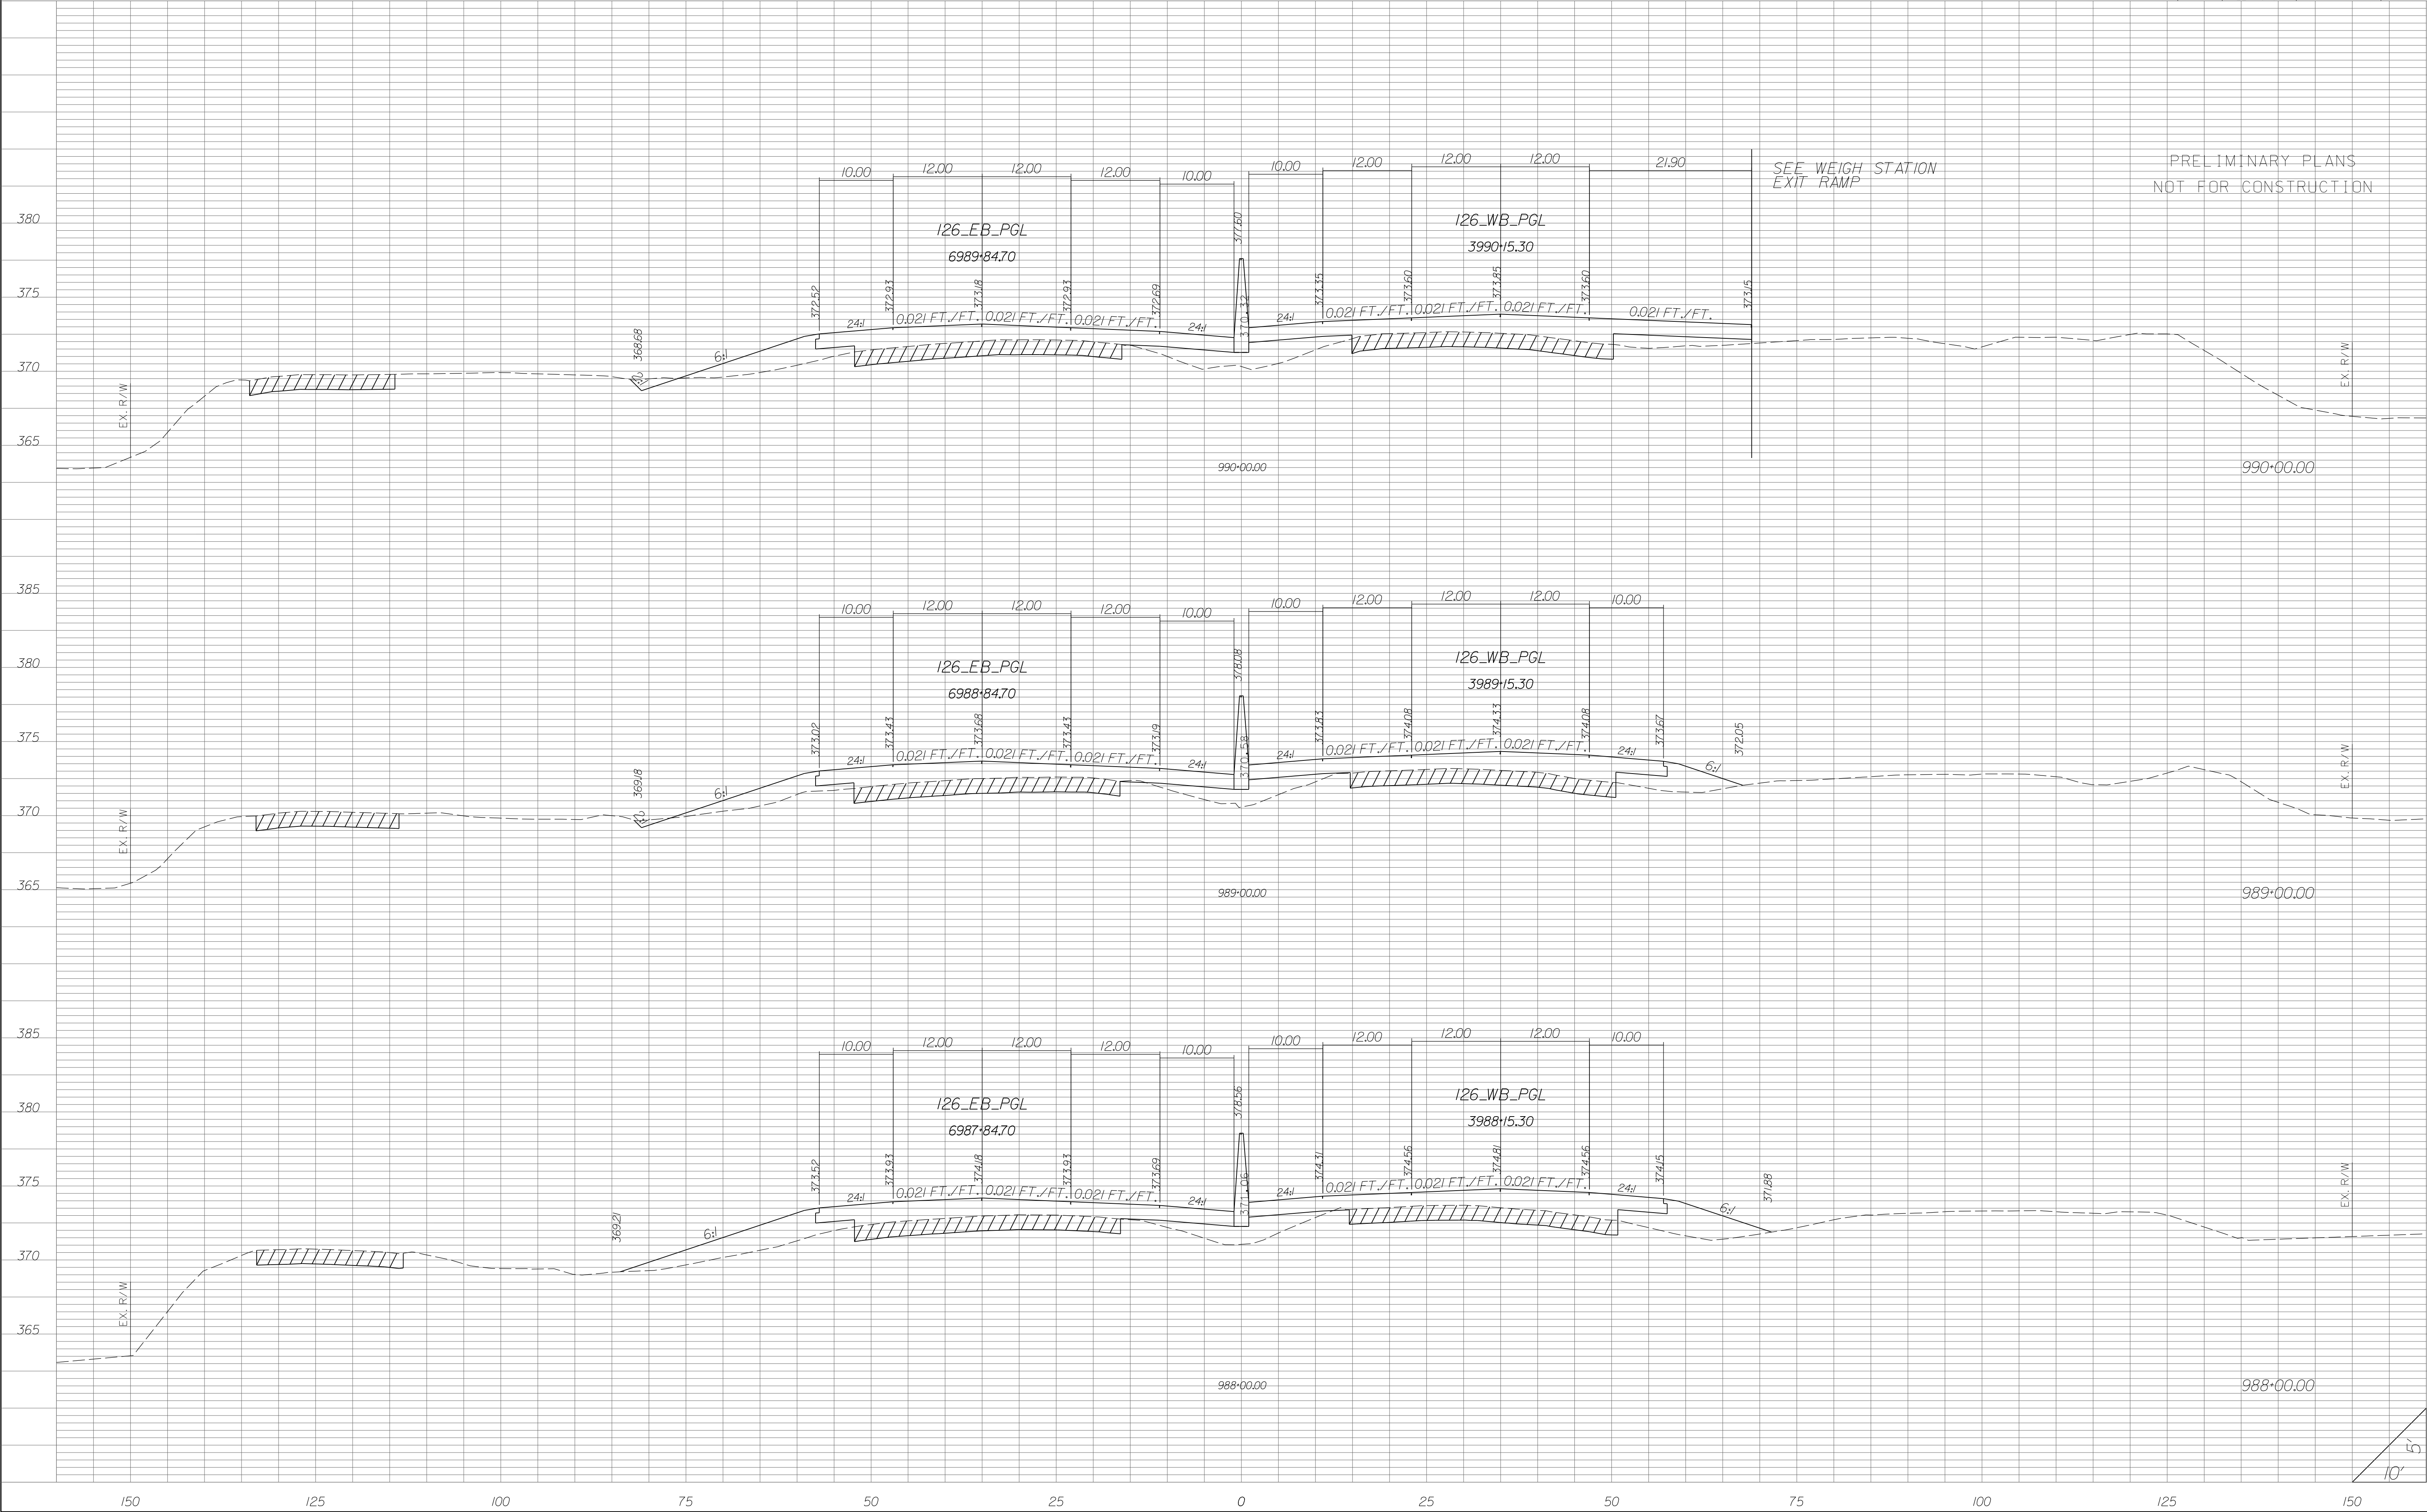 PRELIMINARY PLANS
NOT FOR CONSTRUCTION
10.00 12.00 12.00 12.00 10.00 10.00 12.00 12.00 12.00 21.90
SEE WEIGH STATION
EXIT RAMP
380
126_EB_PGL
6989+84.70
377.60
126_WB_PGL
3990+15.30
375
372.52 372.93 373.18 372.93 372.69 370.32 373.35 373.60 373.85 373.60 373.15
24:1 0.021 FT./FT. 0.021 FT./FT. 0.021 FT./FT. 24:1 24:1 0.021 FT./FT. 0.021 FT./FT. 0.021 FT./FT. 0.021 FT./FT.
368.68
6:1
370
EX. R/W
EX. R/W
365
990+00.00
990+00.00
385
10.00 12.00 12.00 12.00 10.00 10.00 12.00 12.00 12.00 10.00
380
126_EB_PGL
6988+84.70
378.08
126_WB_PGL
3989+15.30
375
373.02 373.43 373.68 373.43 373.19 370.58 373.83 374.08 374.33 374.08 373.67 372.05
24:1 0.021 FT./FT. 0.021 FT./FT. 0.021 FT./FT. 24:1 24:1 0.021 FT./FT. 0.021 FT./FT. 0.021 FT./FT. 24:1
369.18
6:1 6:1
370
EX. R/W
EX. R/W
365
989+00.00
989+00.00
385
10.00 12.00 12.00 12.00 10.00 10.00 12.00 12.00 12.00 10.00
380
126_EB_PGL
6987+84.70
378.56
126_WB_PGL
3988+15.30
375
373.52 373.93 374.18 373.93 373.69 371.06 374.31 374.56 374.81 374.56 374.15 371.88
24:1 0.021 FT./FT. 0.021 FT./FT. 0.021 FT./FT. 24:1 24:1 0.021 FT./FT. 0.021 FT./FT. 0.021 FT./FT. 24:1
369.21
6:1 6:1
370
EX. R/W
EX. R/W
365
988+00.00
988+00.00
5'
10'
150 125 100 75 50 25 0 25 50 75 100 125 150